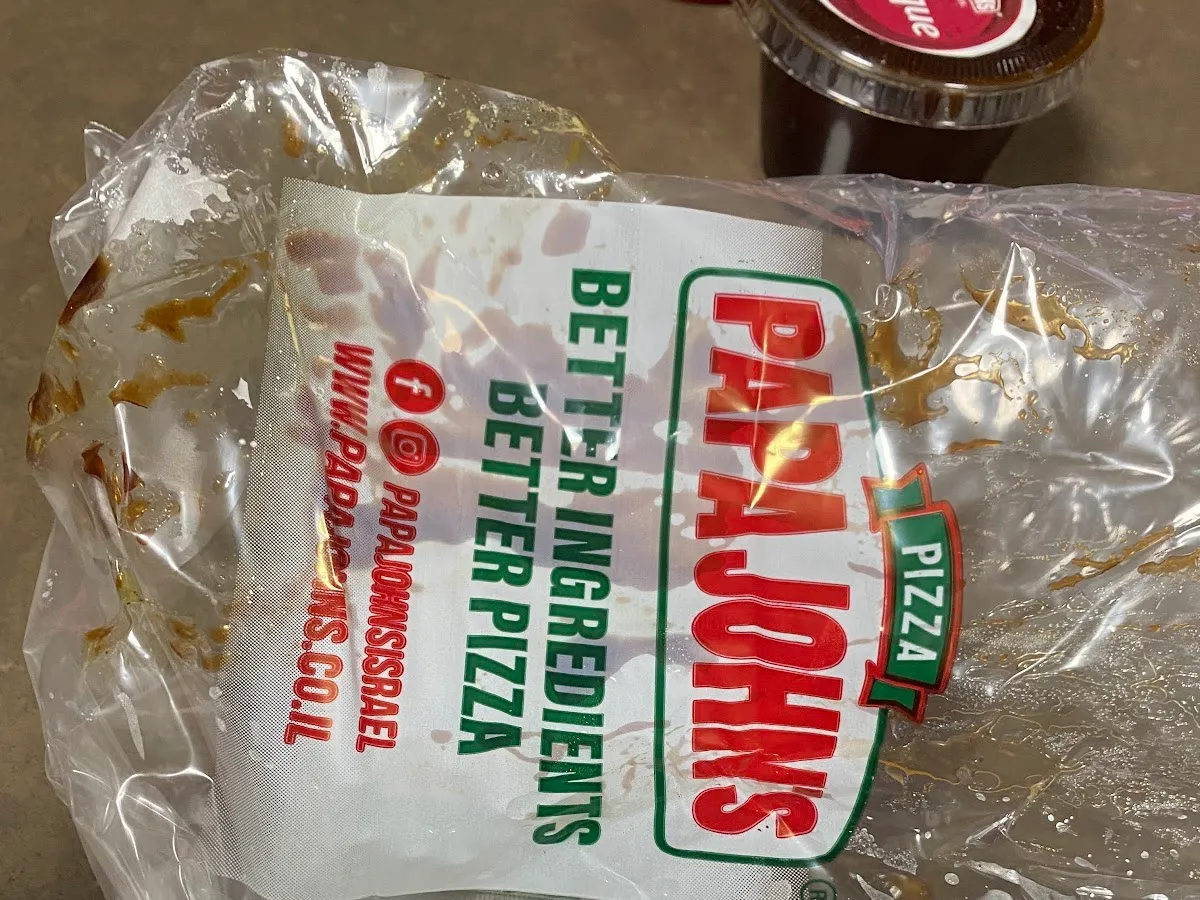 PAPA JOHN'S
PIZZA
®
BETTER INGREDIENTS
BETTER PIZZA
PAPAJOHNSISRAEL
WWW.PAPAJOHNS.CO.IL